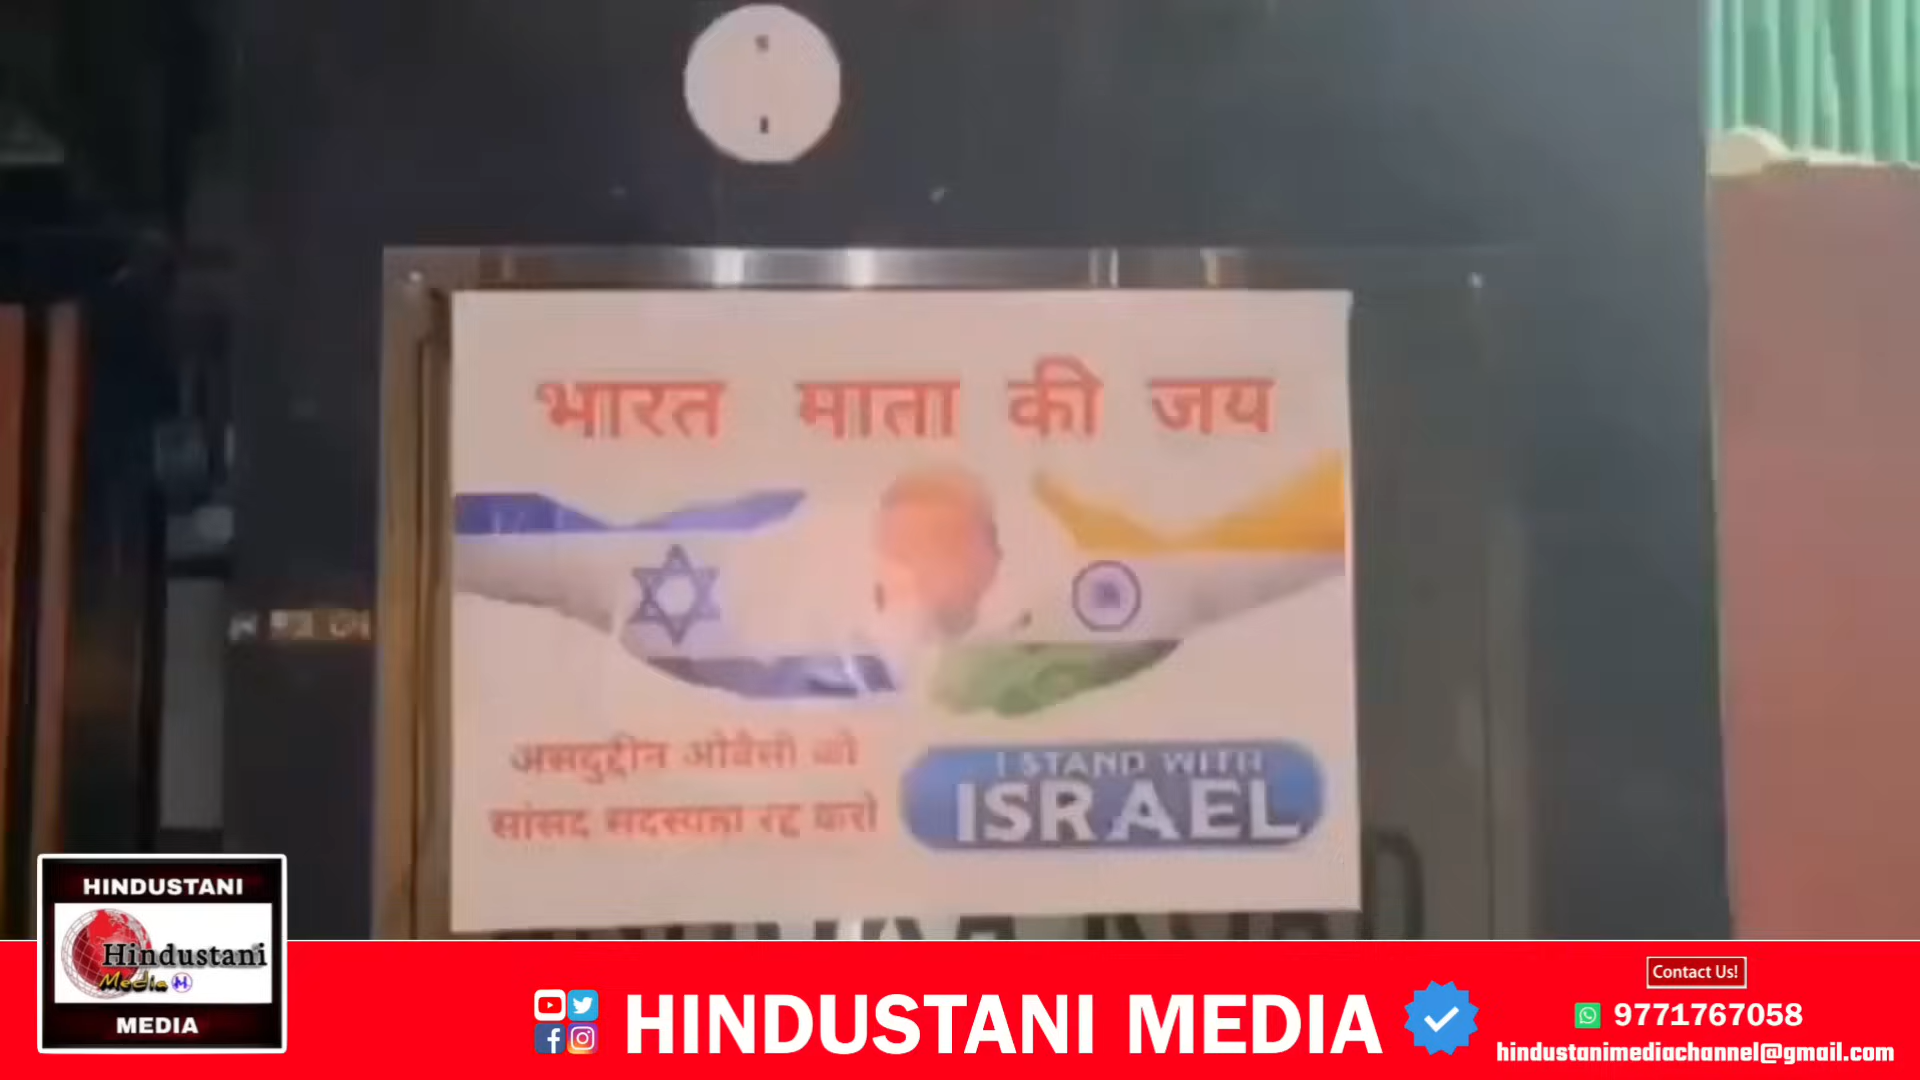 भारत माता की जय
असदुद्दीन ओवैसी की
सांसद सदस्यता रद्द करो
I STAND WITH
ISRAEL
HINDUSTANI
Hindustani
Media M
MEDIA
HINDUSTANI MEDIA
Contact Us!
9771767058
hindustanimediachannel@gmail.com